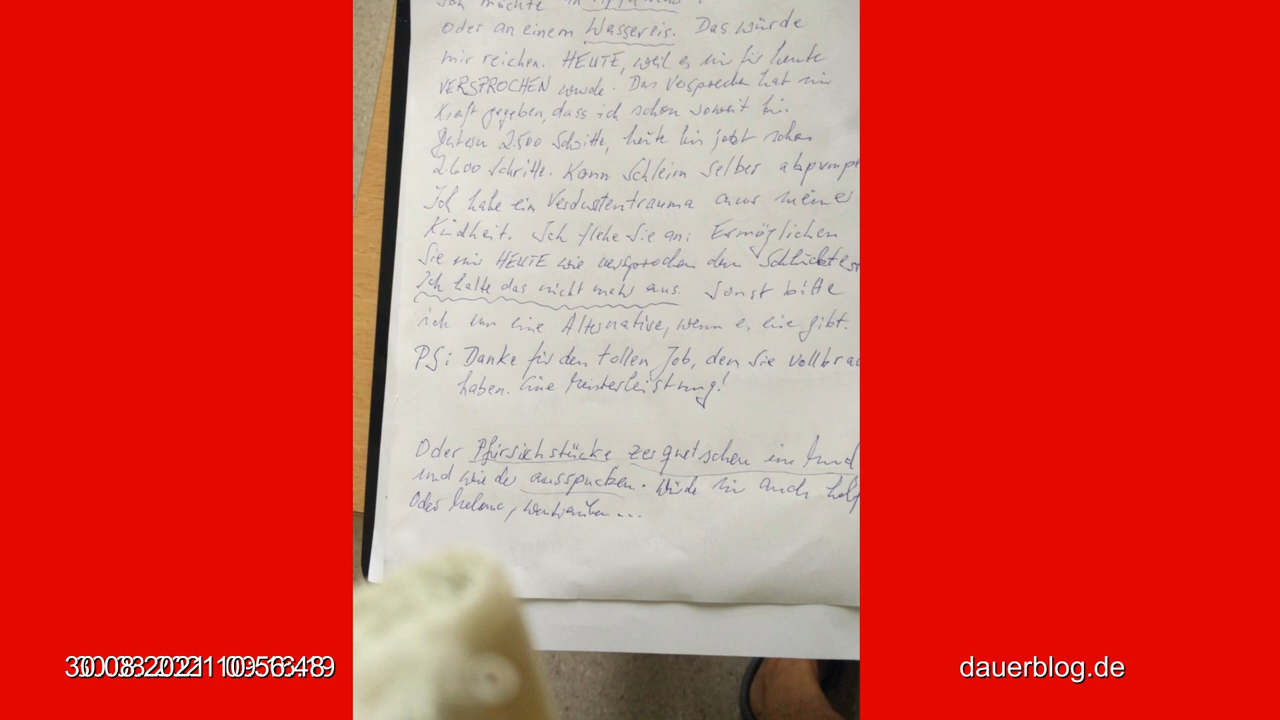 Ich möchte
oder an einem Wassereis. Das würde
mir reichen. HEUTE, weil es mir für heute
VERSPROCHEN wurde. Das Versprechen hat mir
Kraft gegeben, dass ich schon soweit bin.
Gestern 2.500 Schritte, heute bis jetzt schon
2.600 Schritte. Kann Schleim selber abpump
Ich habe ein Verdurstentrauma aus meiner
Kindheit. Ich flehe Sie an: Ermöglichen
Sie mir HEUTE wie versprochen den Schlucktest
Ich halte das nicht mehr aus. Sonst bitte
ich um eine Alternative, wenn es eine gibt.
PS: Danke für den tollen Job, den Sie vollbrac
haben. Eine Meisterleistung!
Oder Pfirsichstücke zerquetschen im Mund
und wieder ausspucken. Würde mir auch helf
Oder Melone, Weintrauben...
dauerblog.de